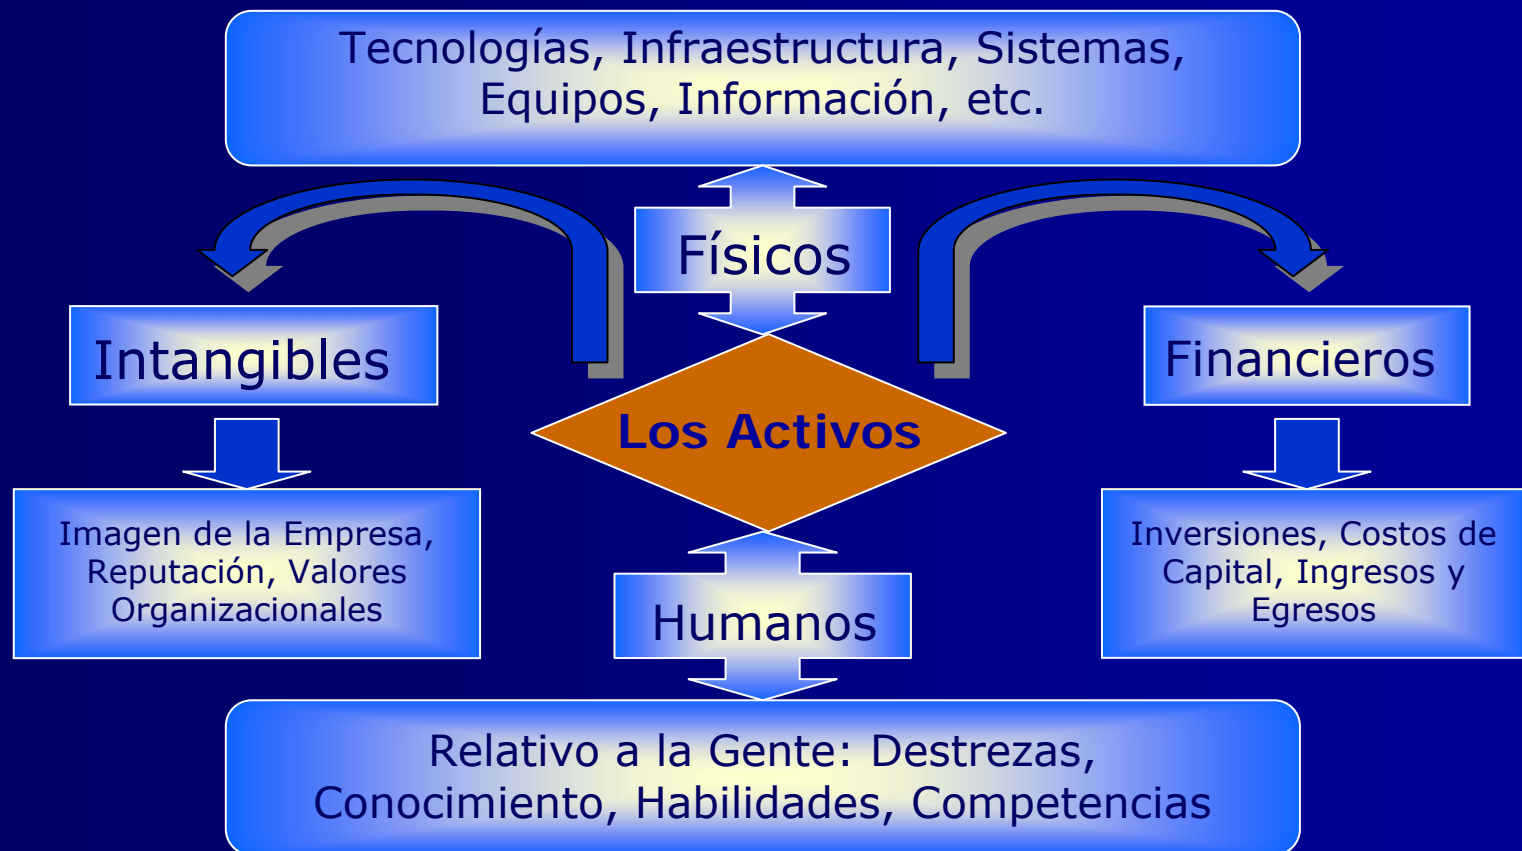 Tecnologías, Infraestructura, Sistemas,
Equipos, Información, etc.
Físicos
Intangibles
Financieros
Los Activos
Imagen de la Empresa,
Reputación, Valores
Organizacionales
Inversiones, Costos de
Capital, Ingresos y
Egresos
Humanos
Relativo a la Gente: Destrezas,
Conocimiento, Habilidades, Competencias